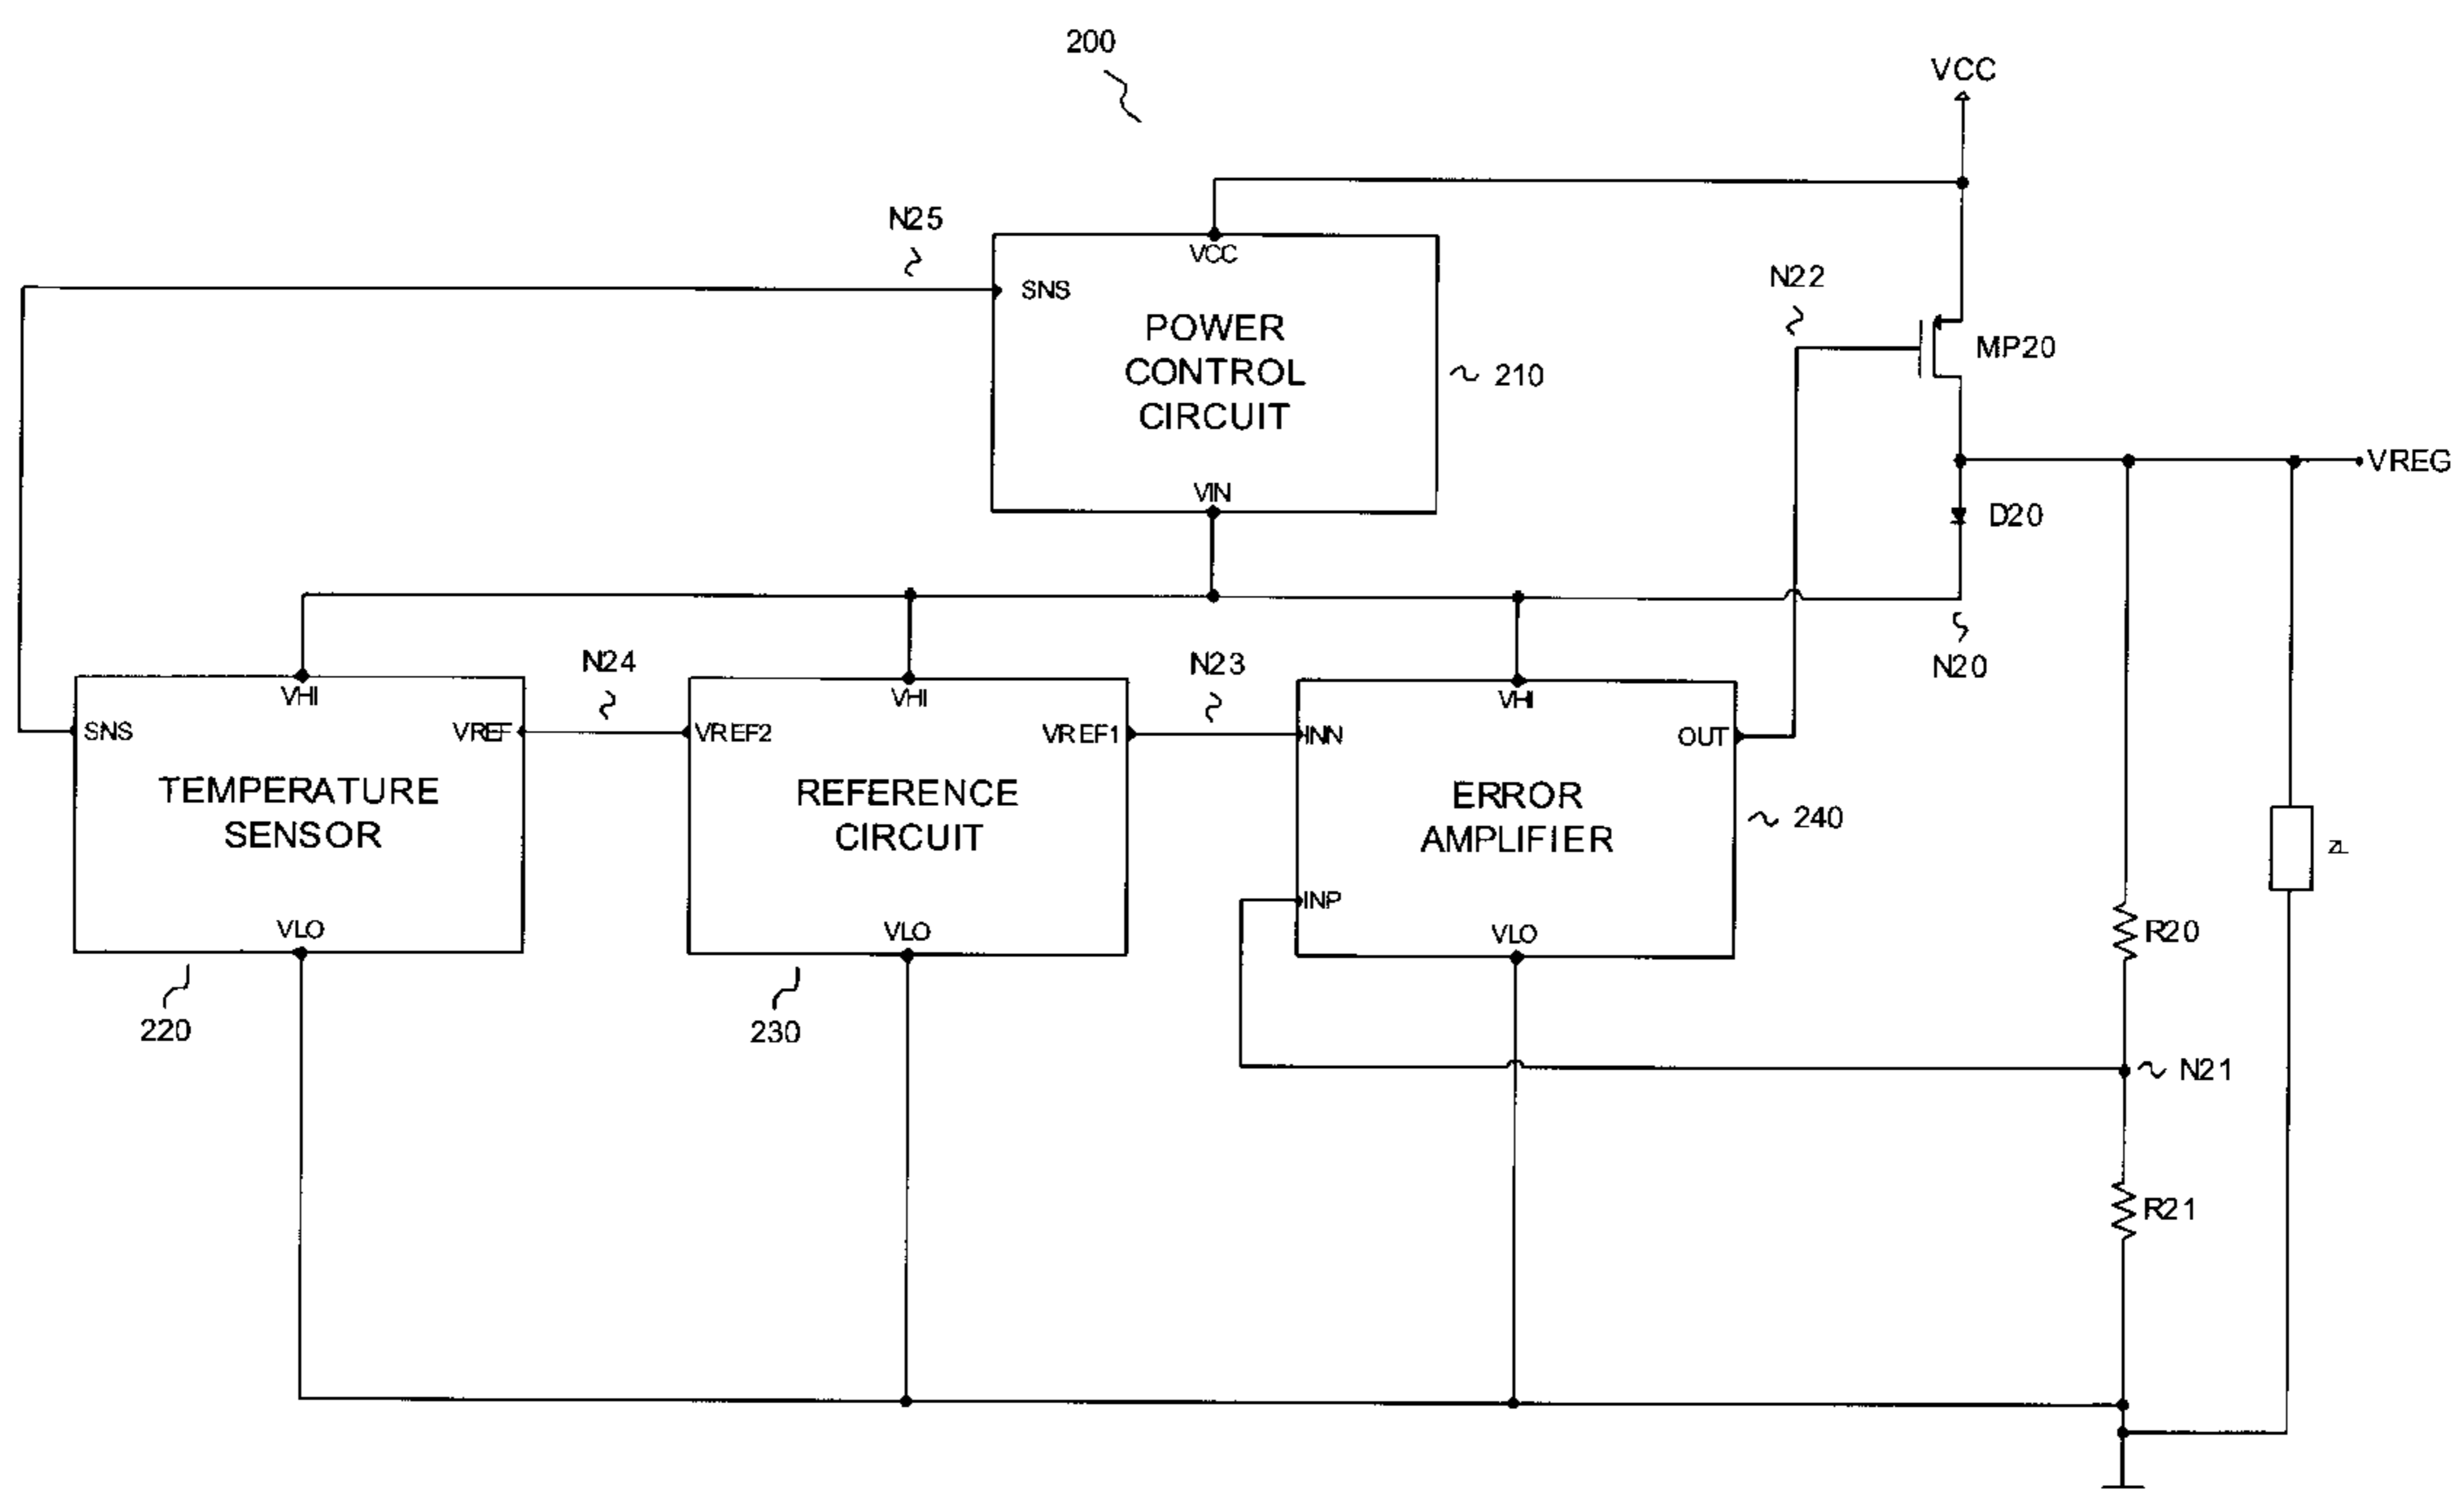 200
VCC
N25
VCC
SNS
POWER
CONTROL
CIRCUIT
210
VIN
N22
MP20
VREG
D20
N20
N24
N23
VHI
SNS
VREF
TEMPERATURE
SENSOR
VLO
220
VHI
VREF2
VREF1
REFERENCE
CIRCUIT
VLO
230
VHI
INN
OUT
ERROR
AMPLIFIER
240
INP
VLO
ZL
R20
N21
R21